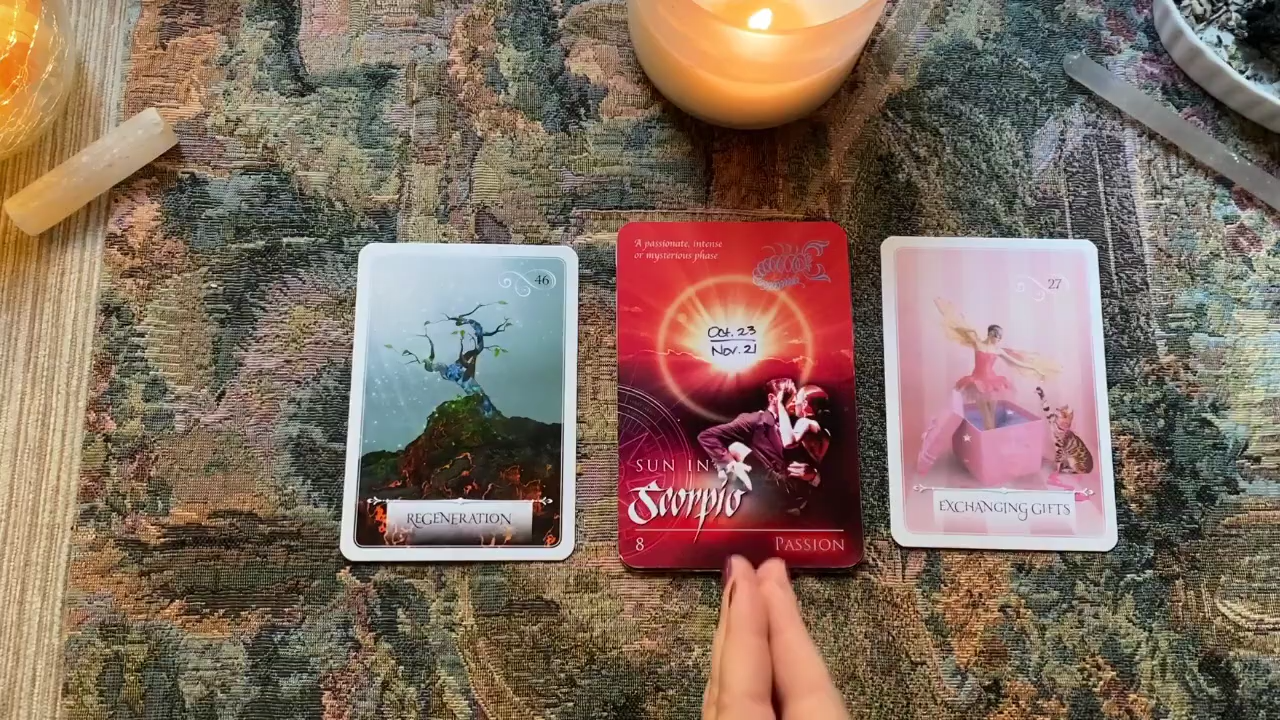 46
REGENERATION
A passionate, intense
or mysterious phase
Oct. 23
Nov. 21
SUN IN
Scorpio
8
PASSION
27
EXCHANGING GIFTS